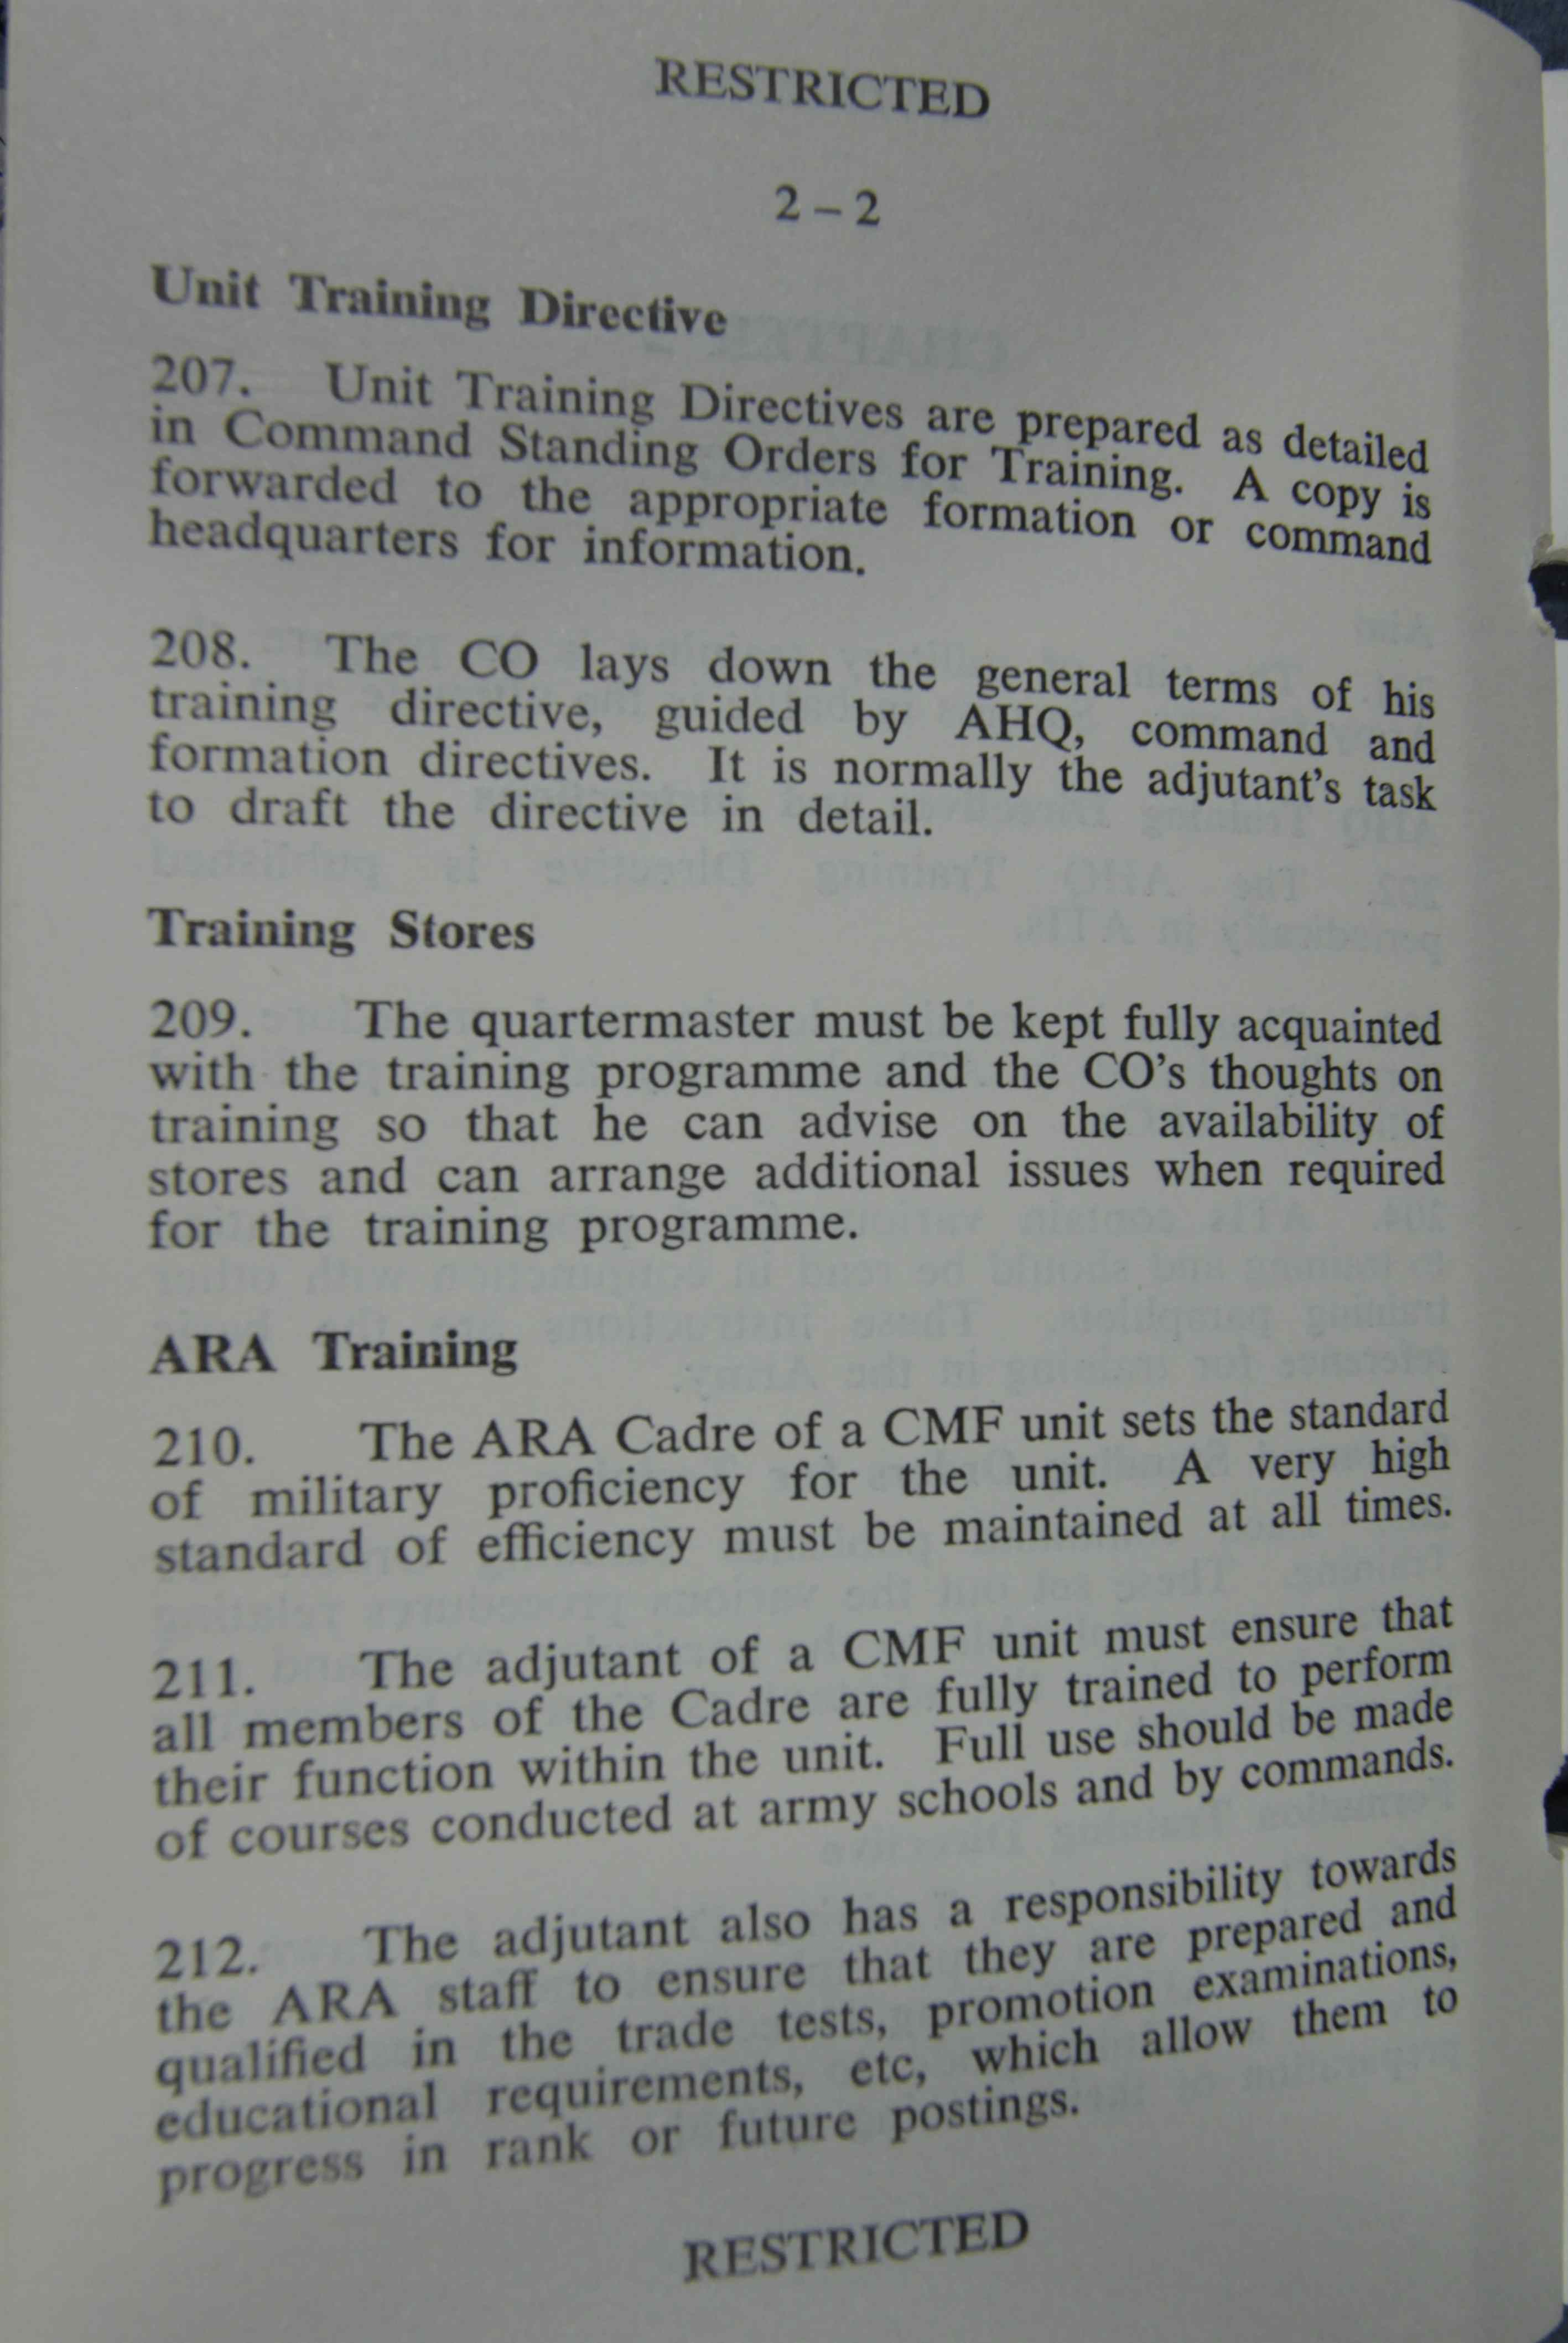 RESTRICTED
2 – 2
Unit Training Directive
207. Unit Training Directives are prepared as detailed
in Command Standing Orders for Training. A copy is
forwarded to the appropriate formation or command
headquarters for information.
208. The CO lays down the general terms of his
training directive, guided by AHQ, command and
formation directives. It is normally the adjutant's task
to draft the directive in detail.
Training Stores
209. The quartermaster must be kept fully acquainted
with the training programme and the CO's thoughts on
training so that he can advise on the availability of
stores and can arrange additional issues when required
for the training programme.
ARA Training
210. The ARA Cadre of a CMF unit sets the standard
of military proficiency for the unit. A very high
standard of efficiency must be maintained at all times.
211. The adjutant of a CMF unit must ensure that
all members of the Cadre are fully trained to perform
their function within the unit. Full use should be made
of courses conducted at army schools and by commands.
212. The adjutant also has a responsibility towards
the ARA staff to ensure that they are prepared and
qualified in the trade tests, promotion examinations,
educational requirements, etc, which allow them to
progress in rank or future postings.
RESTRICTED